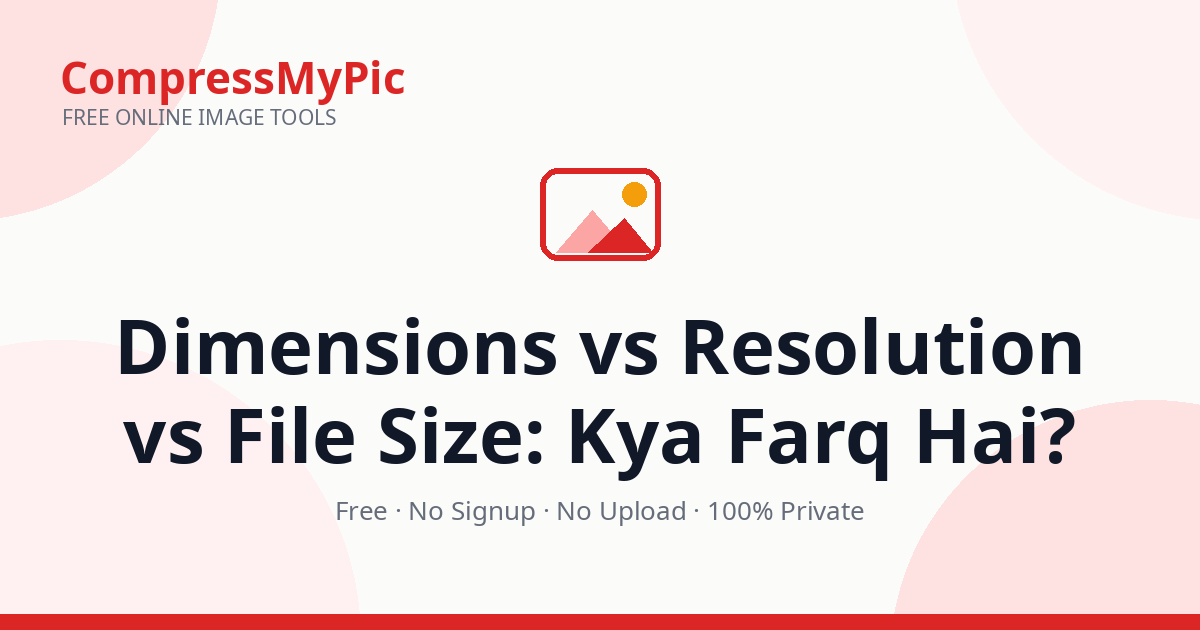 CompressMyPic
FREE ONLINE IMAGE TOOLS
Dimensions vs Resolution
vs File Size: Kya Farq Hai?
Free · No Signup · No Upload · 100% Private